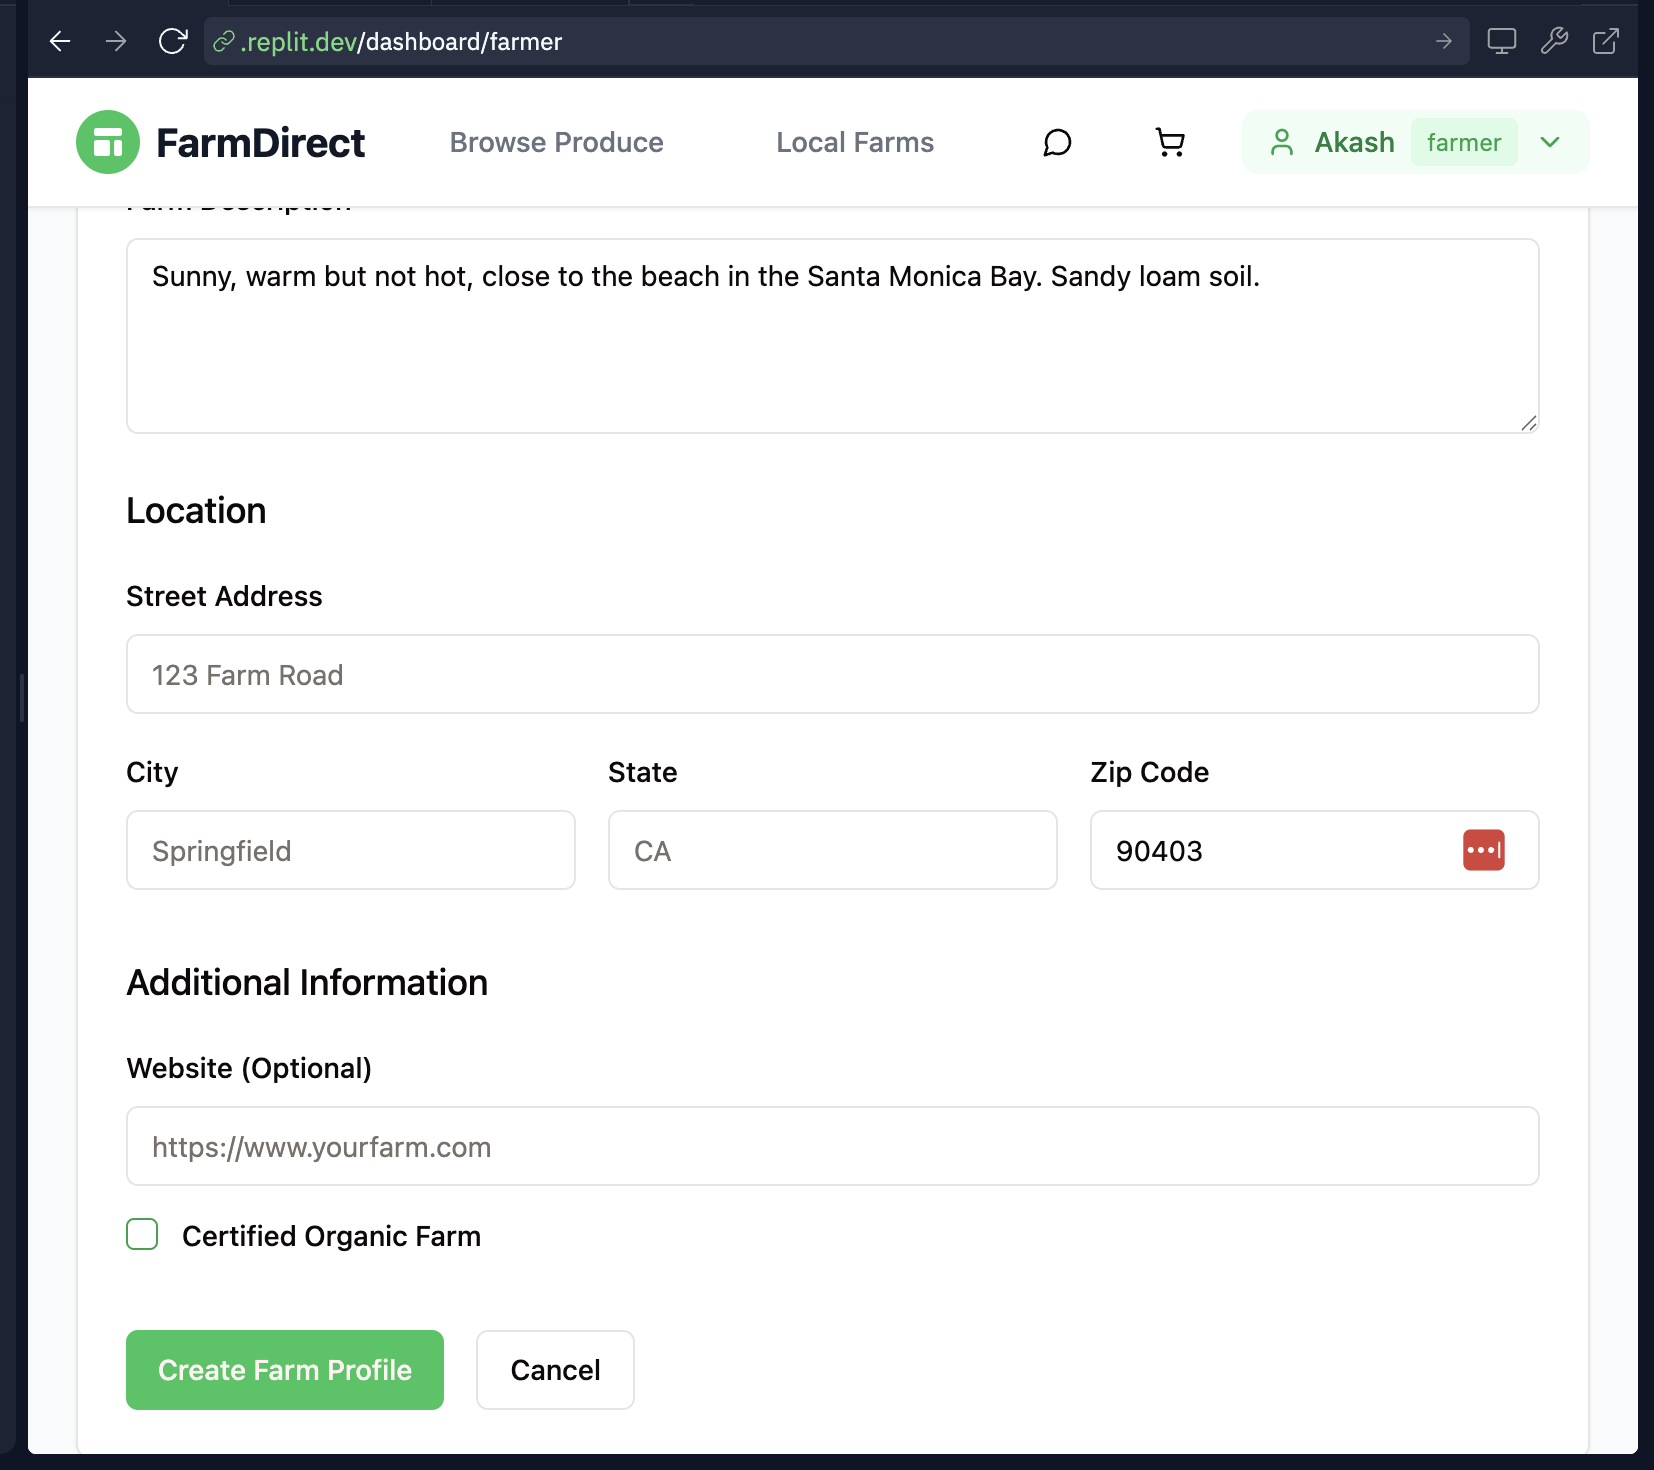 .replit.dev/dashboard/farmer
FarmDirect
Browse Produce
Local Farms
Akash
farmer
Farm Description
Sunny, warm but not hot, close to the beach in the Santa Monica Bay. Sandy loam soil.
Location
Street Address
123 Farm Road
City
State
Zip Code
Springfield
CA
90403
Additional Information
Website (Optional)
https://www.yourfarm.com
Certified Organic Farm
Create Farm Profile
Cancel